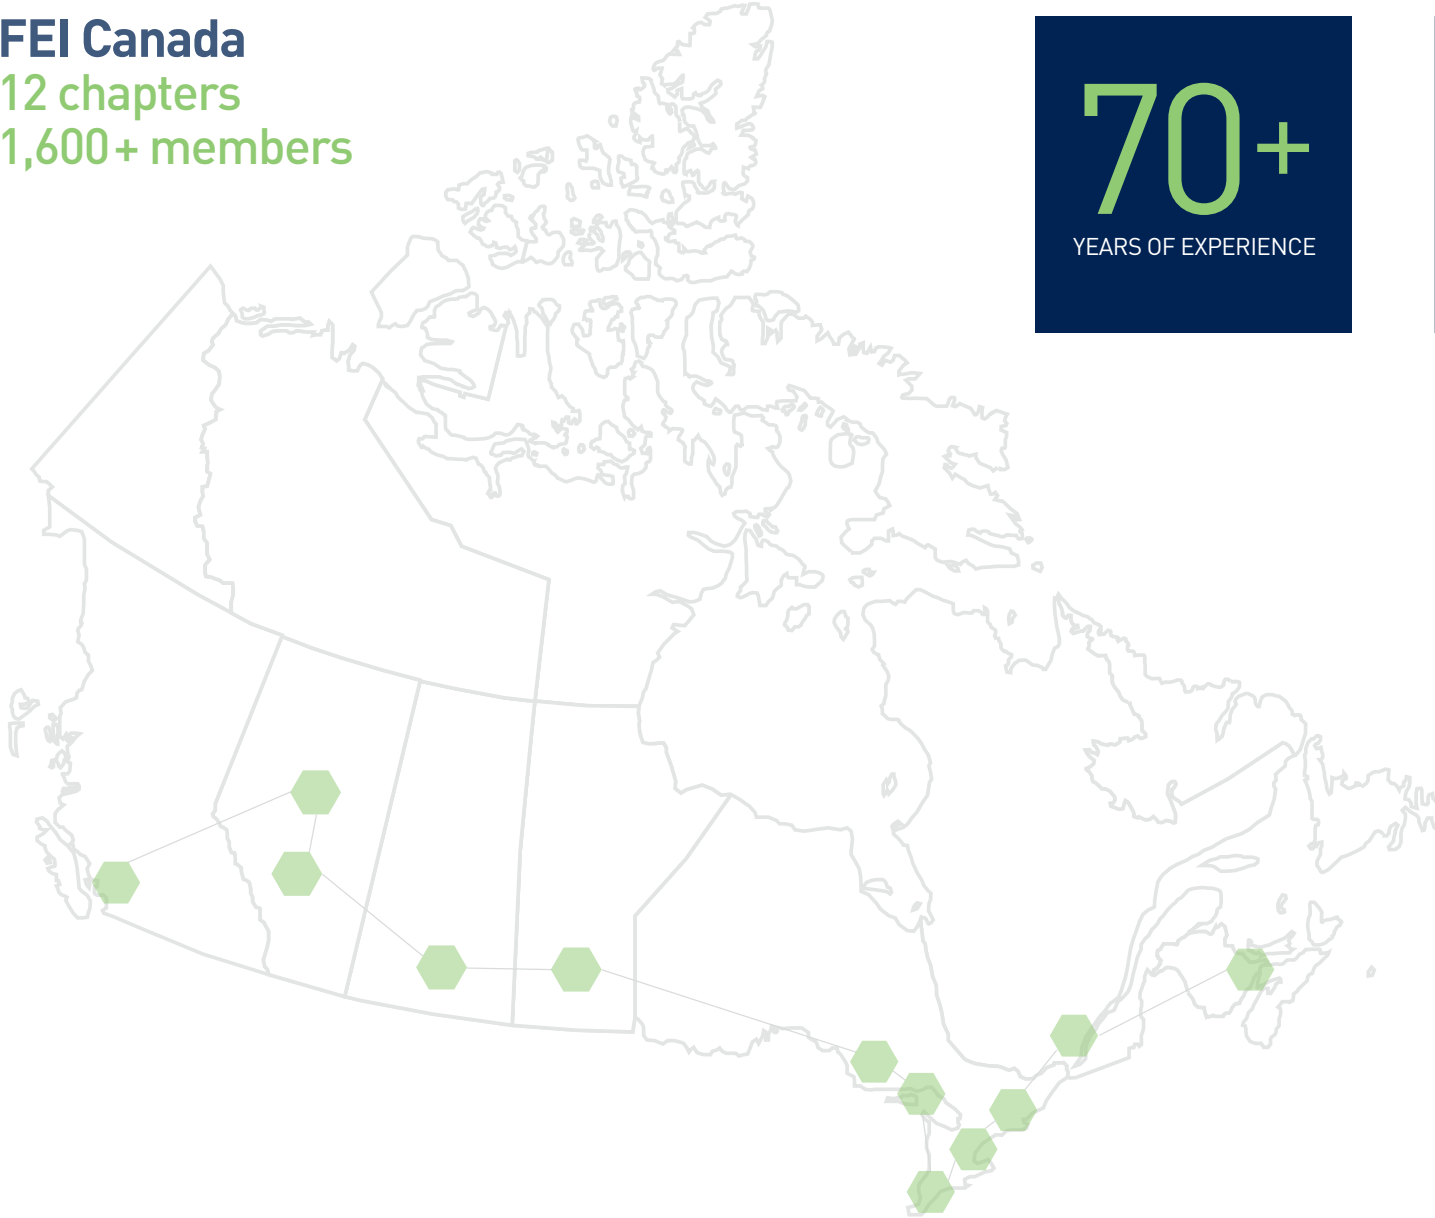 FEI Canada
12 chapters
1,600+ members
70+
YEARS OF EXPERIENCE